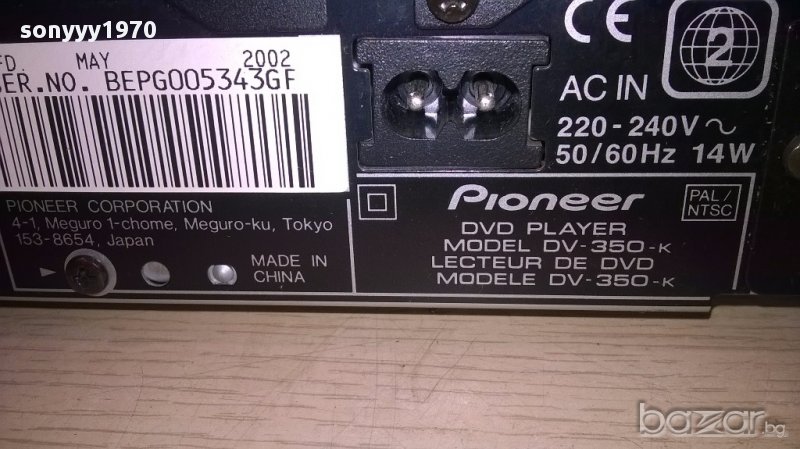 sonyyy1970
FD. MAY 2002
SER.NO. BEPG005343GF
CE
2
AC IN
220-240V ~
50/60Hz 14W
PIONEER CORPORATION
4-1, Meguro 1-chome, Meguro-ku, Tokyo
153-8654, Japan
MADE IN
CHINA
Pioneer
DVD PLAYER
MODEL DV-350-K
LECTEUR DE DVD
MODELE DV-350-K
PAL/
NTSC
bazar.bg